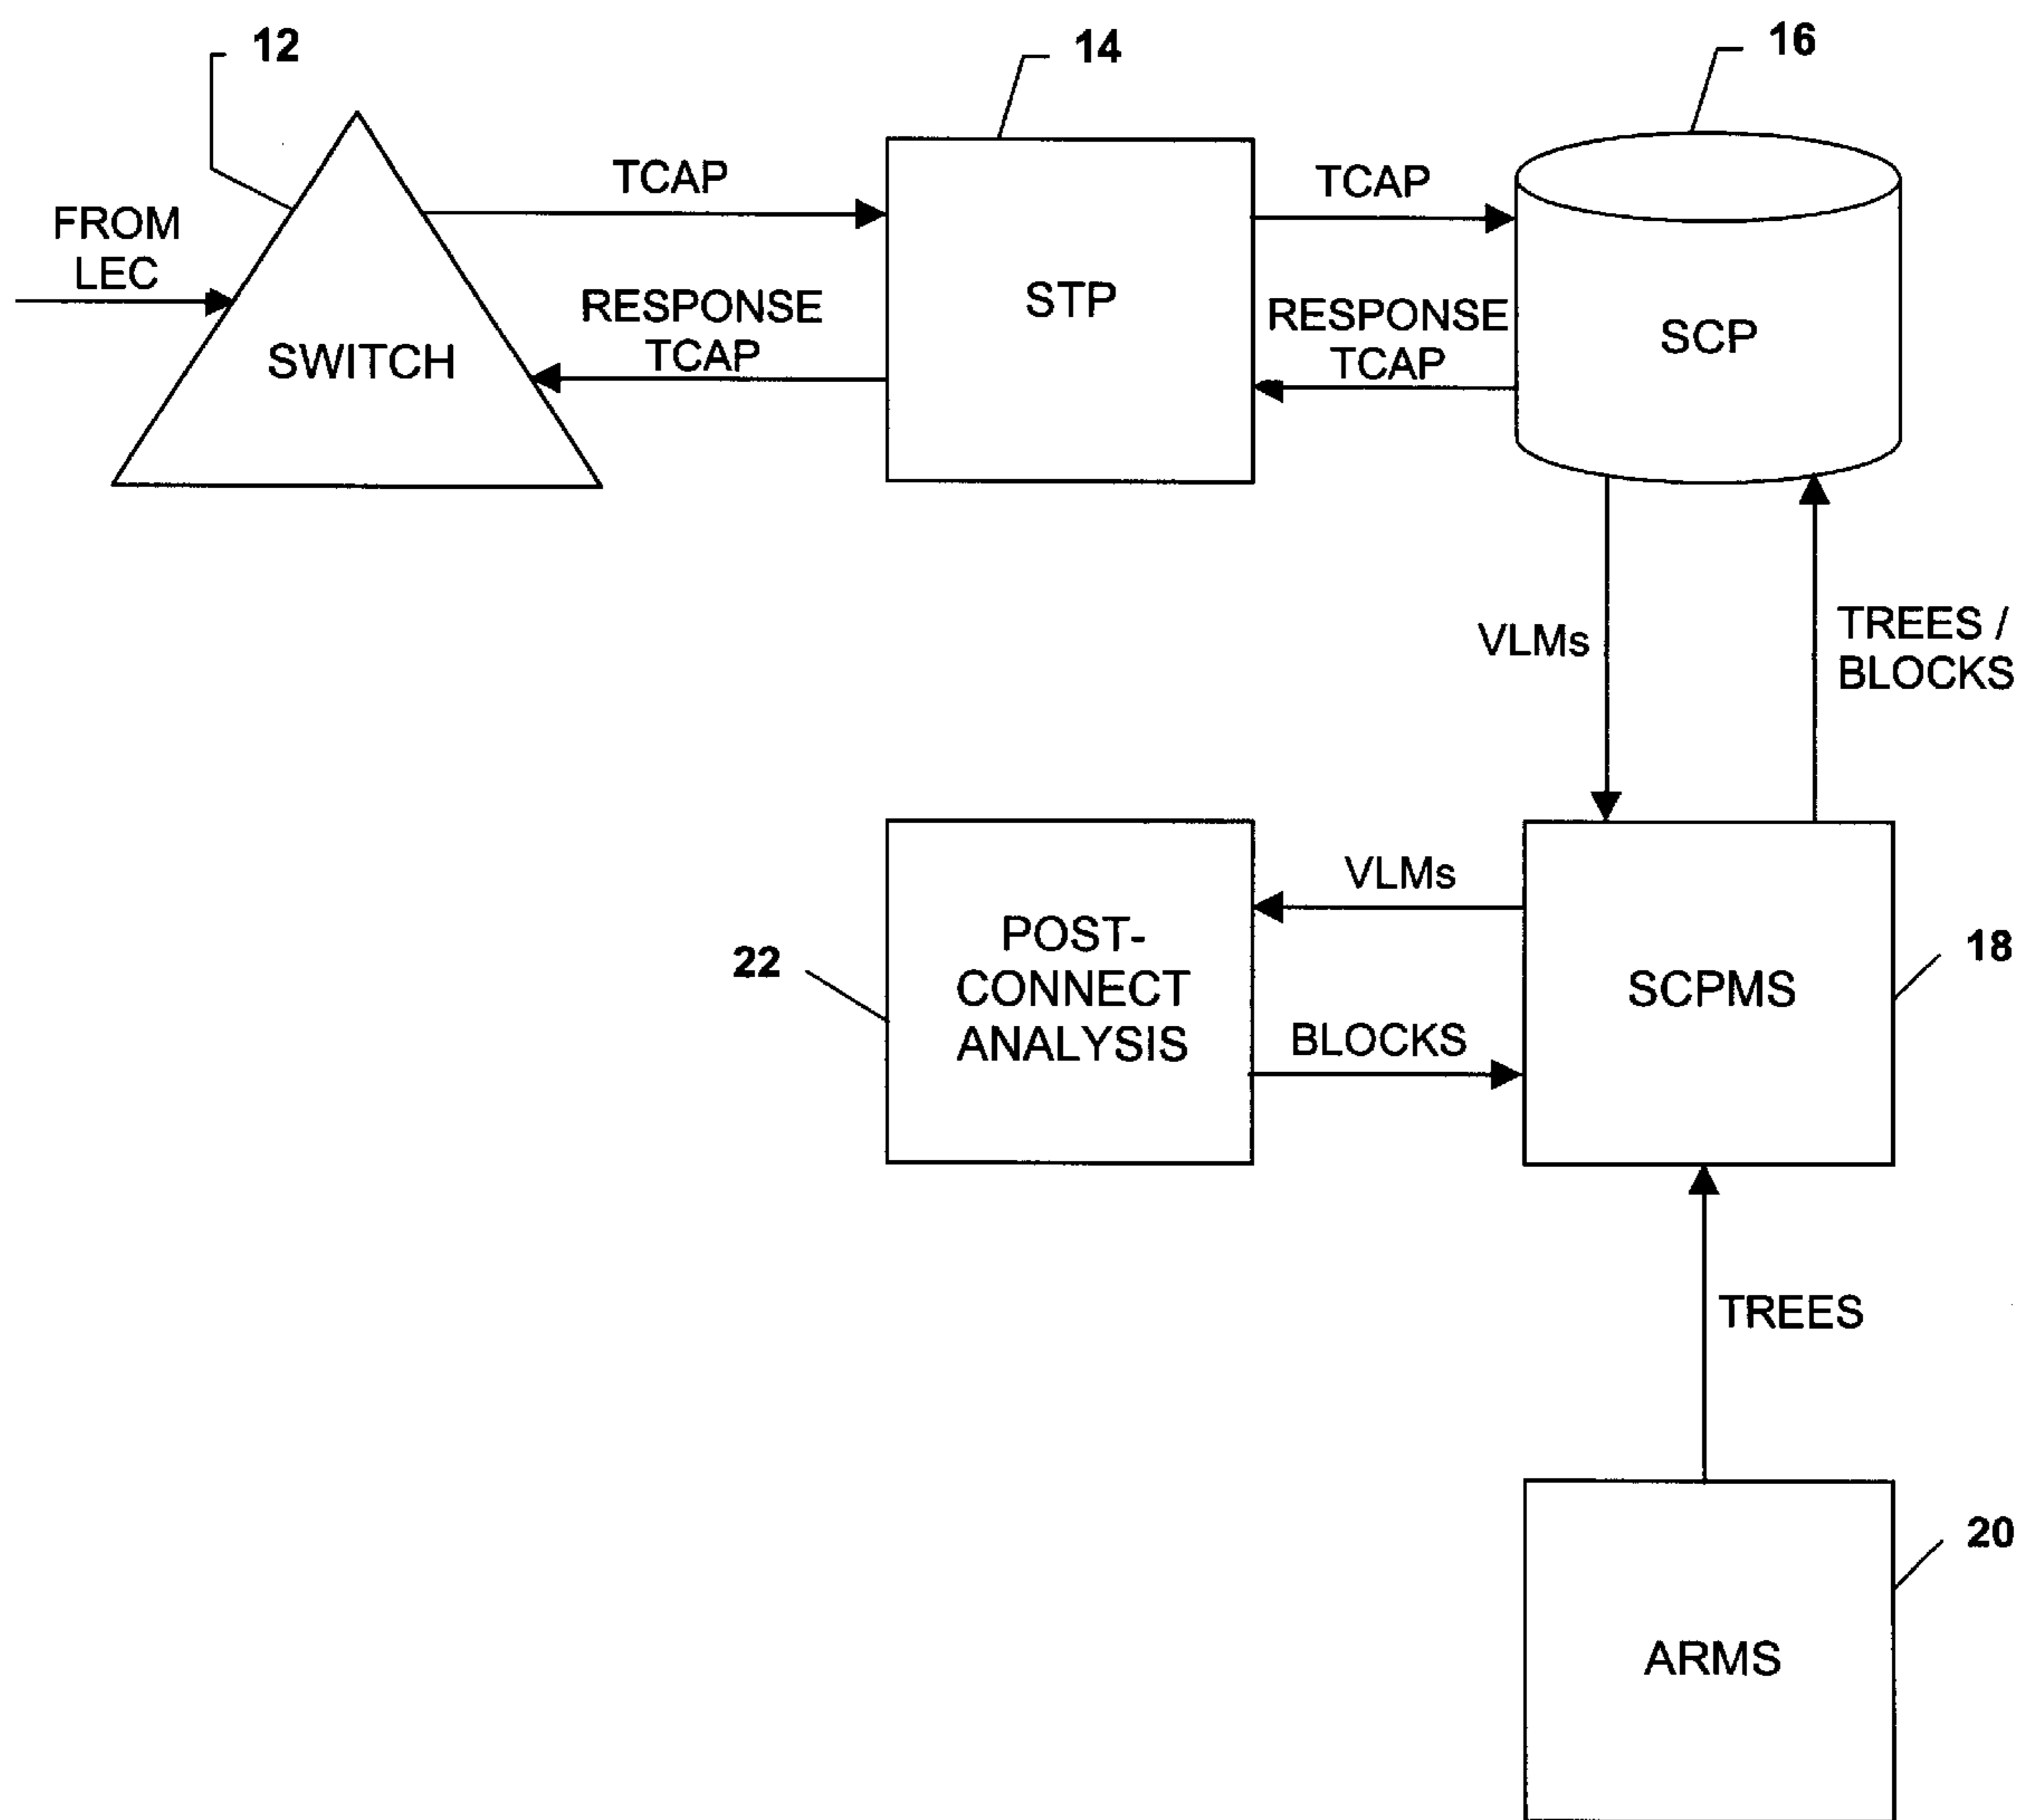 12
14
16
FROM
LEC
SWITCH
TCAP
RESPONSE
TCAP
STP
TCAP
RESPONSE
TCAP
SCP
VLMs
TREES /
BLOCKS
22
POST-
CONNECT
ANALYSIS
VLMs
BLOCKS
SCPMS
18
TREES
20
ARMS